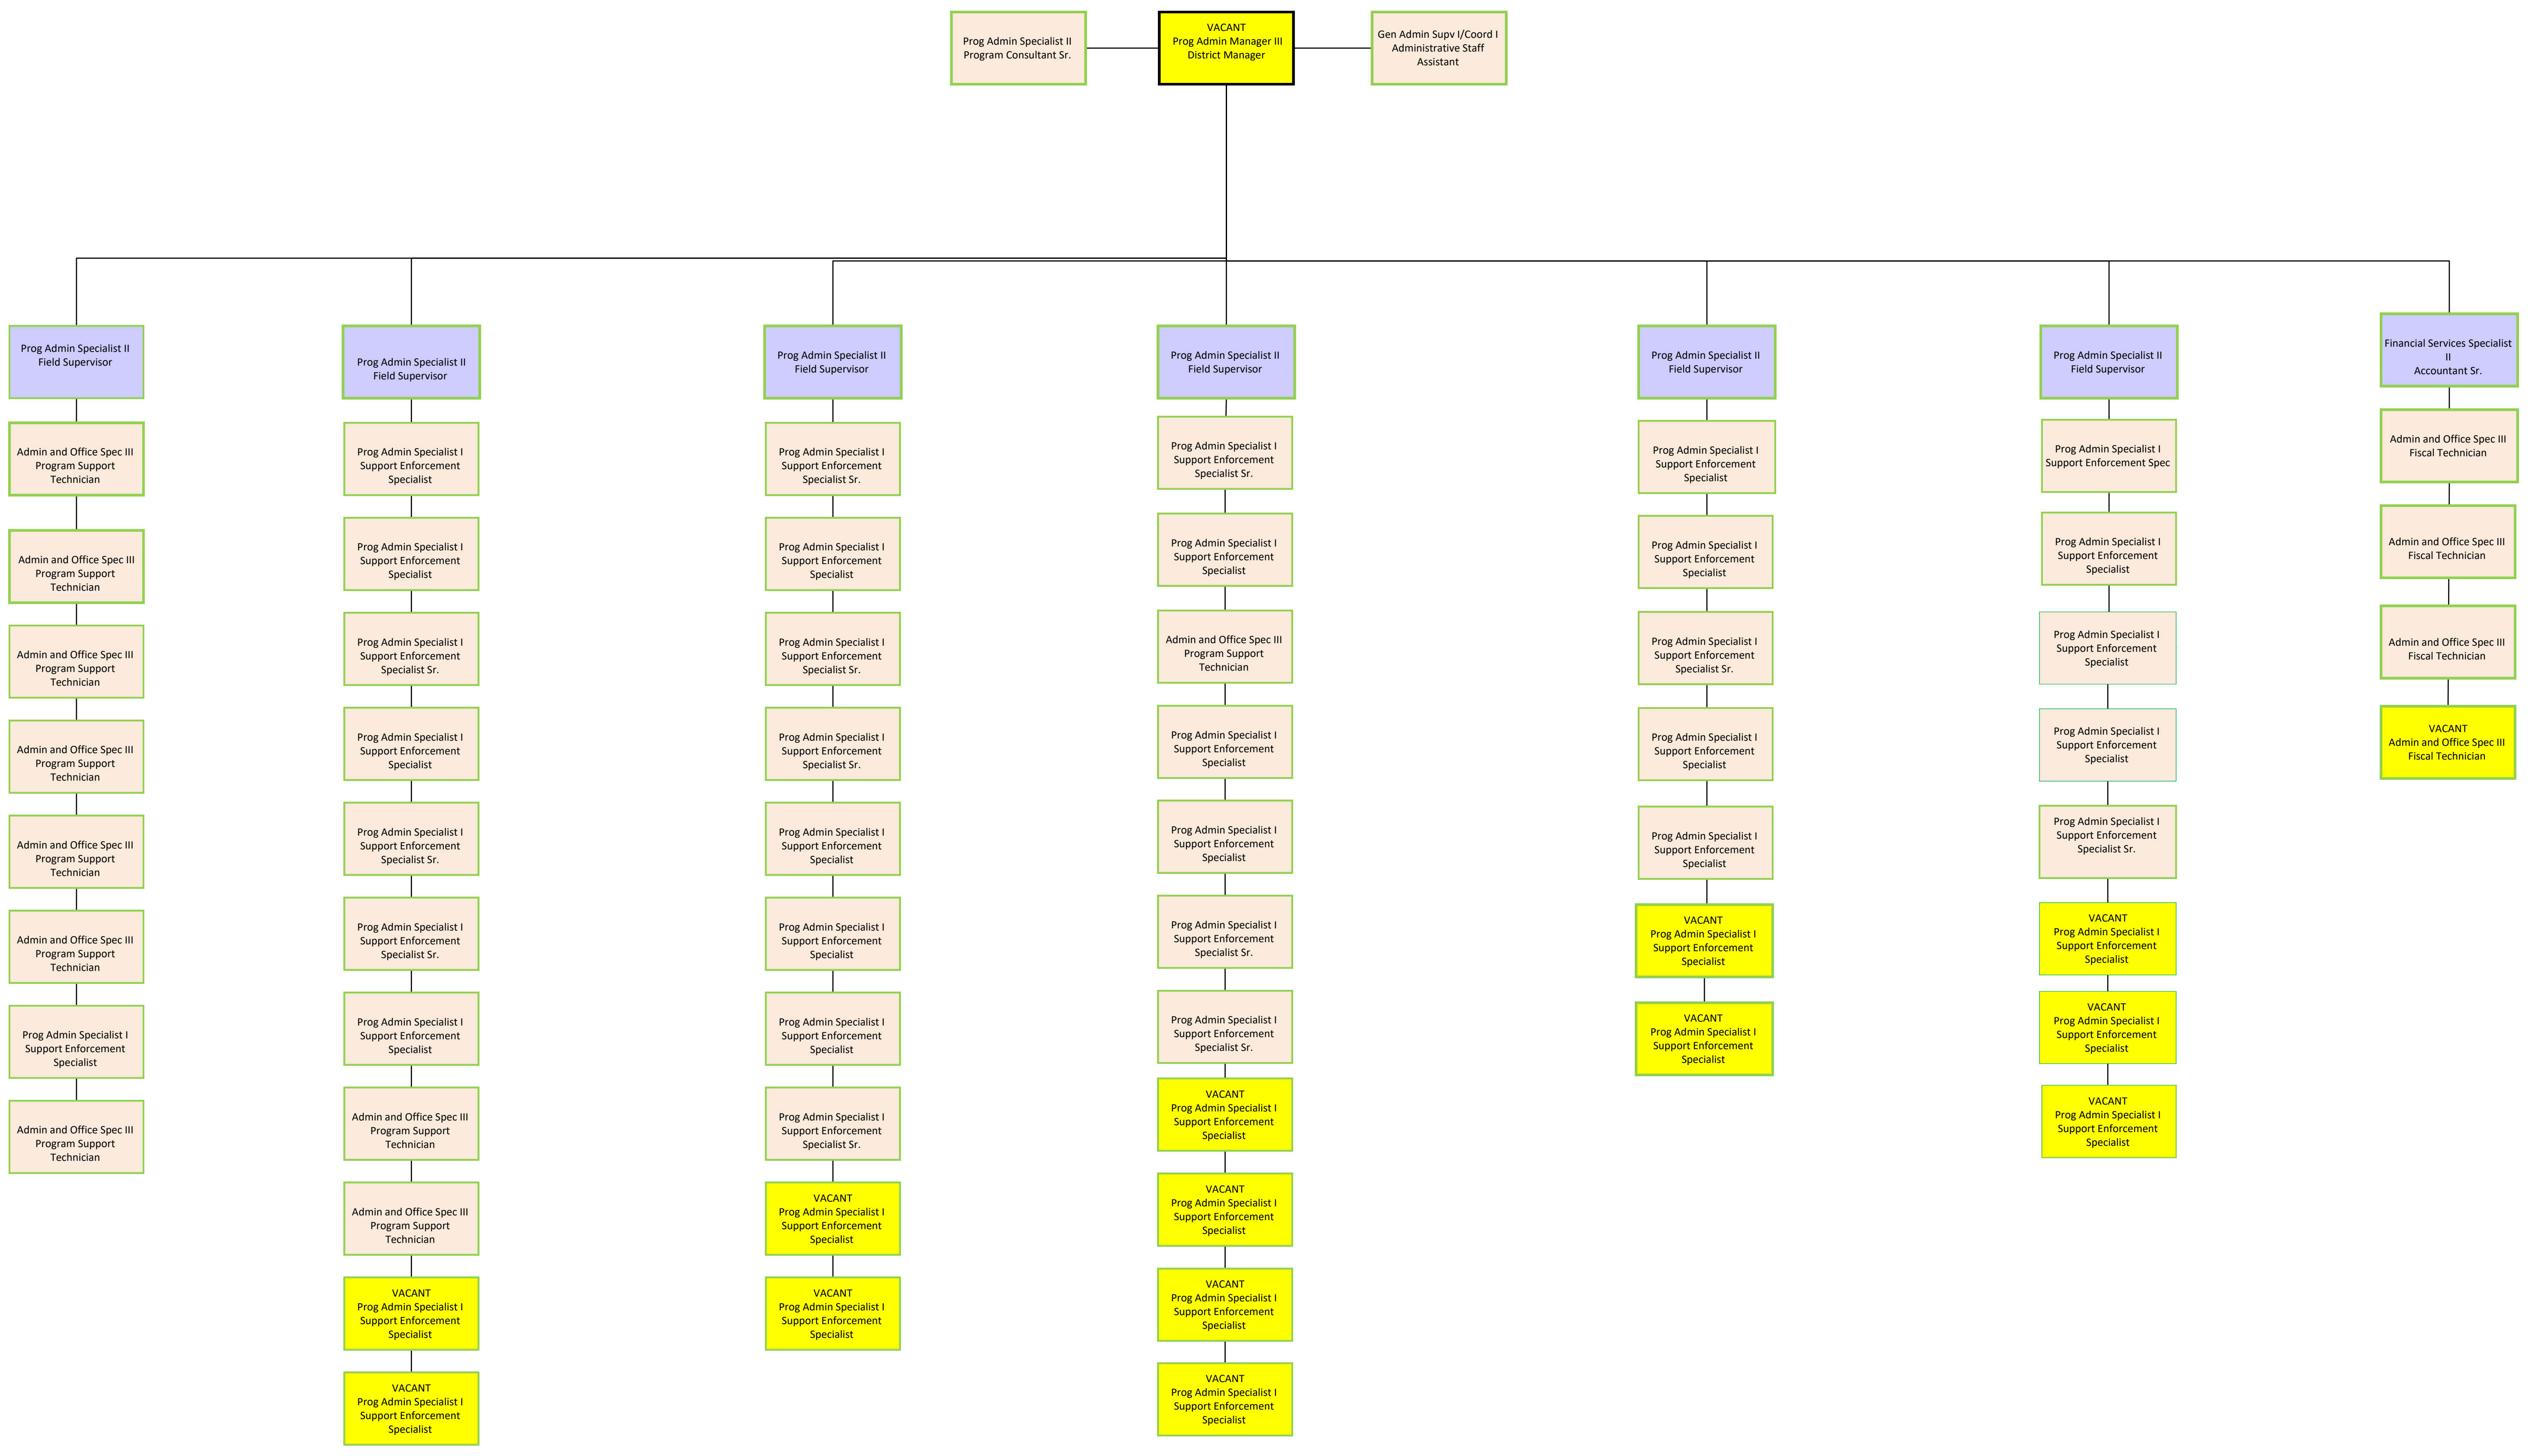 Prog Admin Specialist II
Program Consultant Sr.
VACANT
Prog Admin Manager III
District Manager
Gen Admin Supv I/Coord I
Administrative Staff
Assistant
Prog Admin Specialist II
Field Supervisor
Admin and Office Spec III
Program Support
Technician
Admin and Office Spec III
Program Support
Technician
Admin and Office Spec III
Program Support
Technician
Admin and Office Spec III
Program Support
Technician
Admin and Office Spec III
Program Support
Technician
Admin and Office Spec III
Program Support
Technician
Prog Admin Specialist I
Support Enforcement
Specialist
Admin and Office Spec III
Program Support
Technician
Prog Admin Specialist II
Field Supervisor
Prog Admin Specialist I
Support Enforcement
Specialist
Prog Admin Specialist I
Support Enforcement
Specialist
Prog Admin Specialist I
Support Enforcement
Specialist Sr.
Prog Admin Specialist I
Support Enforcement
Specialist
Prog Admin Specialist I
Support Enforcement
Specialist Sr.
Prog Admin Specialist I
Support Enforcement
Specialist Sr.
Prog Admin Specialist I
Support Enforcement
Specialist
Admin and Office Spec III
Program Support
Technician
Admin and Office Spec III
Program Support
Technician
VACANT
Prog Admin Specialist I
Support Enforcement
Specialist
VACANT
Prog Admin Specialist I
Support Enforcement
Specialist
Prog Admin Specialist II
Field Supervisor
Prog Admin Specialist I
Support Enforcement
Specialist Sr.
Prog Admin Specialist I
Support Enforcement
Specialist
Prog Admin Specialist I
Support Enforcement
Specialist Sr.
Prog Admin Specialist I
Support Enforcement
Specialist Sr.
Prog Admin Specialist I
Support Enforcement
Specialist
Prog Admin Specialist I
Support Enforcement
Specialist
Prog Admin Specialist I
Support Enforcement
Specialist
Prog Admin Specialist I
Support Enforcement
Specialist Sr.
VACANT
Prog Admin Specialist I
Support Enforcement
Specialist
VACANT
Prog Admin Specialist I
Support Enforcement
Specialist
Prog Admin Specialist II
Field Supervisor
Prog Admin Specialist I
Support Enforcement
Specialist Sr.
Prog Admin Specialist I
Support Enforcement
Specialist
Admin and Office Spec III
Program Support
Technician
Prog Admin Specialist I
Support Enforcement
Specialist
Prog Admin Specialist I
Support Enforcement
Specialist
Prog Admin Specialist I
Support Enforcement
Specialist Sr.
Prog Admin Specialist I
Support Enforcement
Specialist Sr.
VACANT
Prog Admin Specialist I
Support Enforcement
Specialist
VACANT
Prog Admin Specialist I
Support Enforcement
Specialist
VACANT
Prog Admin Specialist I
Support Enforcement
Specialist
VACANT
Prog Admin Specialist I
Support Enforcement
Specialist
Prog Admin Specialist II
Field Supervisor
Prog Admin Specialist I
Support Enforcement
Specialist
Prog Admin Specialist I
Support Enforcement
Specialist
Prog Admin Specialist I
Support Enforcement
Specialist Sr.
Prog Admin Specialist I
Support Enforcement
Specialist
Prog Admin Specialist I
Support Enforcement
Specialist
VACANT
Prog Admin Specialist I
Support Enforcement
Specialist
VACANT
Prog Admin Specialist I
Support Enforcement
Specialist
Prog Admin Specialist II
Field Supervisor
Prog Admin Specialist I
Support Enforcement Spec
Prog Admin Specialist I
Support Enforcement
Specialist
Prog Admin Specialist I
Support Enforcement
Specialist
Prog Admin Specialist I
Support Enforcement
Specialist
Prog Admin Specialist I
Support Enforcement
Specialist Sr.
VACANT
Prog Admin Specialist I
Support Enforcement
Specialist
VACANT
Prog Admin Specialist I
Support Enforcement
Specialist
VACANT
Prog Admin Specialist I
Support Enforcement
Specialist
Financial Services Specialist
II
Accountant Sr.
Admin and Office Spec III
Fiscal Technician
Admin and Office Spec III
Fiscal Technician
Admin and Office Spec III
Fiscal Technician
VACANT
Admin and Office Spec III
Fiscal Technician